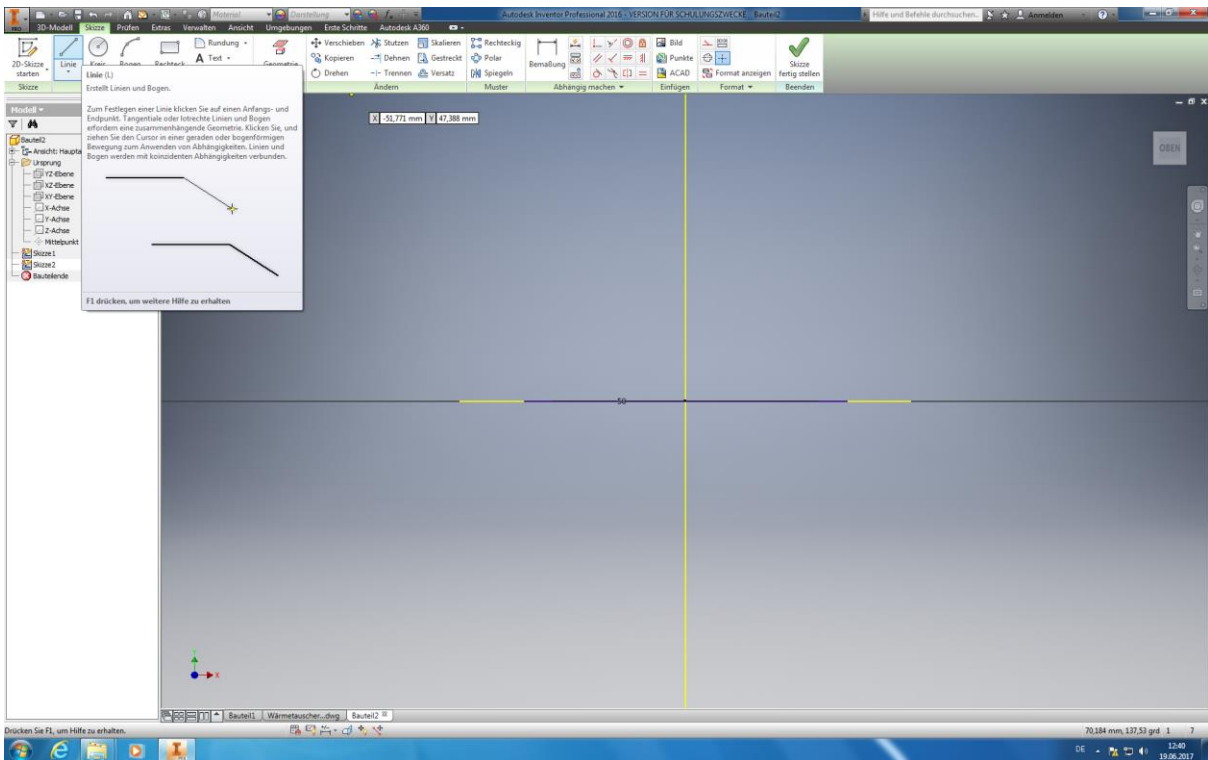 Material
Darstellung
Autodesk Inventor Professional 2016 - VERSION FÜR SCHULUNGSZWECKE Bauteil2
Hilfe und Befehle durchsuchen...
Anmelden
PRO
3D-Modell Skizze Prüfen Extras Verwalten Ansicht Umgebungen Erste Schritte Autodesk A360
2D-Skizze starten
Linie
Kreis
Bogen
Rechteck
Rundung
Text
Geometrie
Verschieben Stutzen Skalieren
Kopieren Dehnen Gestreckt
Drehen Trennen Versatz
Rechteckig
Polar
Spiegeln
Bemaßung
Bild
Punkte
ACAD
Format anzeigen
Skizze fertig stellen
Skizze
Ändern
Muster
Abhängig machen
Einfügen
Format
Beenden
Linie (L)
Erstellt Linien und Bogen.
Zum Festlegen einer Linie klicken Sie auf einen Anfangs- und
Endpunkt. Tangentiale oder lotrechte Linien und Bogen
erfordern eine zusammenhängende Geometrie. Klicken Sie, und
ziehen Sie den Cursor in einer geraden oder bogenförmigen
Bewegung zum Anwenden von Abhängigkeiten. Linien und
Bogen werden mit koinzidenten Abhängigkeiten verbunden.
F1 drücken, um weitere Hilfe zu erhalten
Modell
Bauteil2
Ansicht: Haupta
Ursprung
YZ-Ebene
XZ-Ebene
XY-Ebene
X-Achse
Y-Achse
Z-Achse
Mittelpunkt
Skizze1
Skizze2
Bauteilende
X -51,771 mm Y 47,388 mm
OBEN
50
Y
X
Bauteil1 Wärmetauscher...dwg Bauteil2
Drücken Sie F1, um Hilfe zu erhalten.
70,184 mm, 137,53 grd 1 7
DE
12:40
19.06.2017